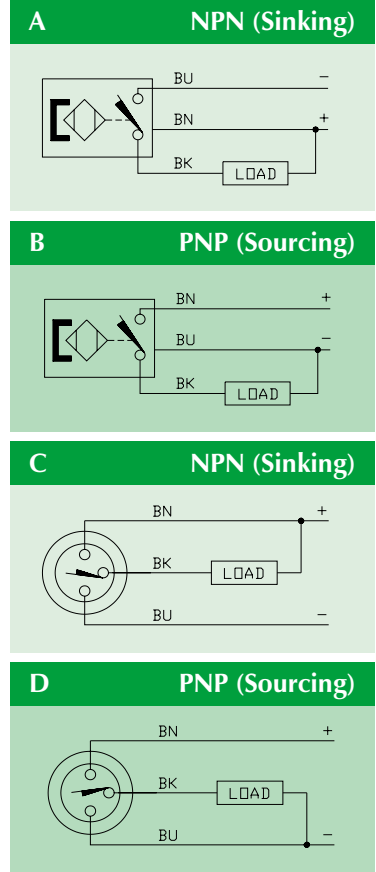 A NPN (Sinking)
BU −
BN +
BK LOAD
B PNP (Sourcing)
BN +
BU −
BK LOAD
C NPN (Sinking)
BN +
BK LOAD
BU −
D PNP (Sourcing)
BN +
BK LOAD
BU −